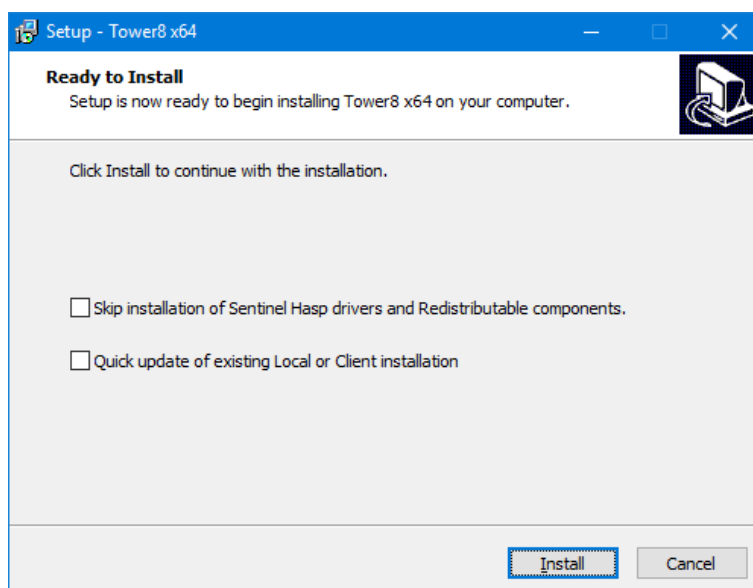 Setup - Tower8 x64
Ready to Install
Setup is now ready to begin installing Tower8 x64 on your computer.
Click Install to continue with the installation.
Skip installation of Sentinel Hasp drivers and Redistributable components.
Quick update of existing Local or Client installation
Install
Cancel